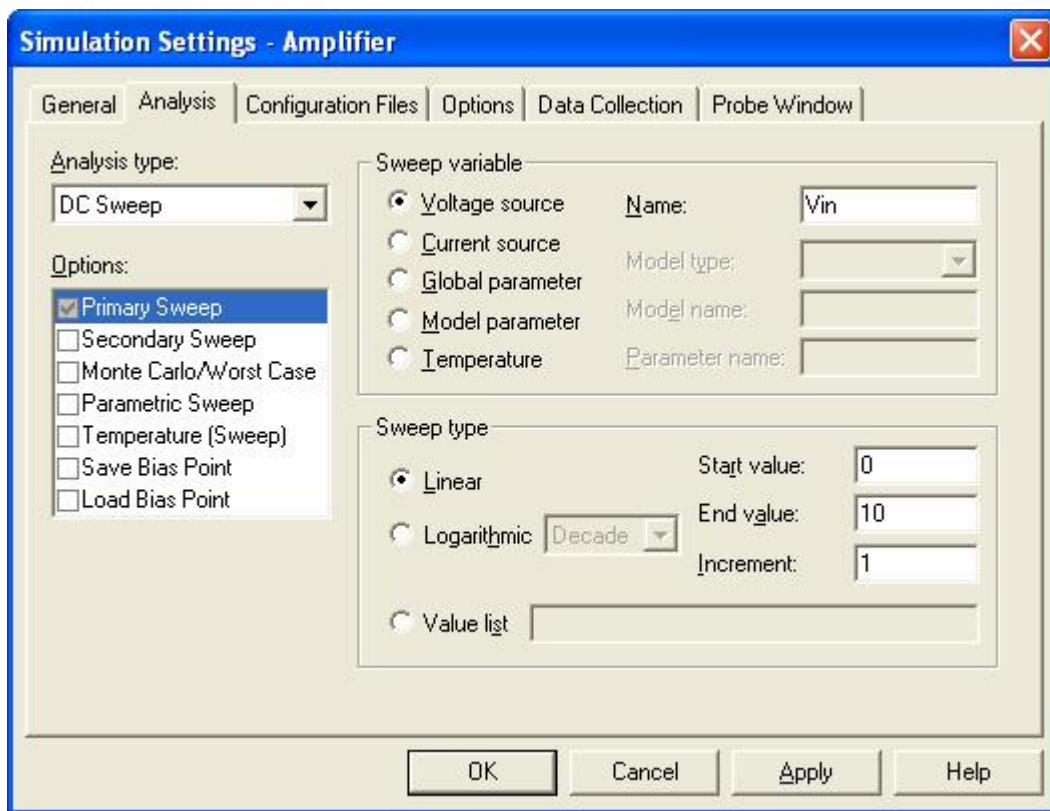 Simulation Settings - Amplifier
General Analysis Configuration Files Options Data Collection Probe Window
Analysis type:
DC Sweep
Options:
Primary Sweep
Secondary Sweep
Monte Carlo/Worst Case
Parametric Sweep
Temperature (Sweep)
Save Bias Point
Load Bias Point
Sweep variable
Voltage source
Current source
Global parameter
Model parameter
Temperature
Name: Vin
Model type:
Model name:
Parameter name:
Sweep type
Linear
Logarithmic Decade
Value list
Start value: 0
End value: 10
Increment: 1
OK Cancel Apply Help